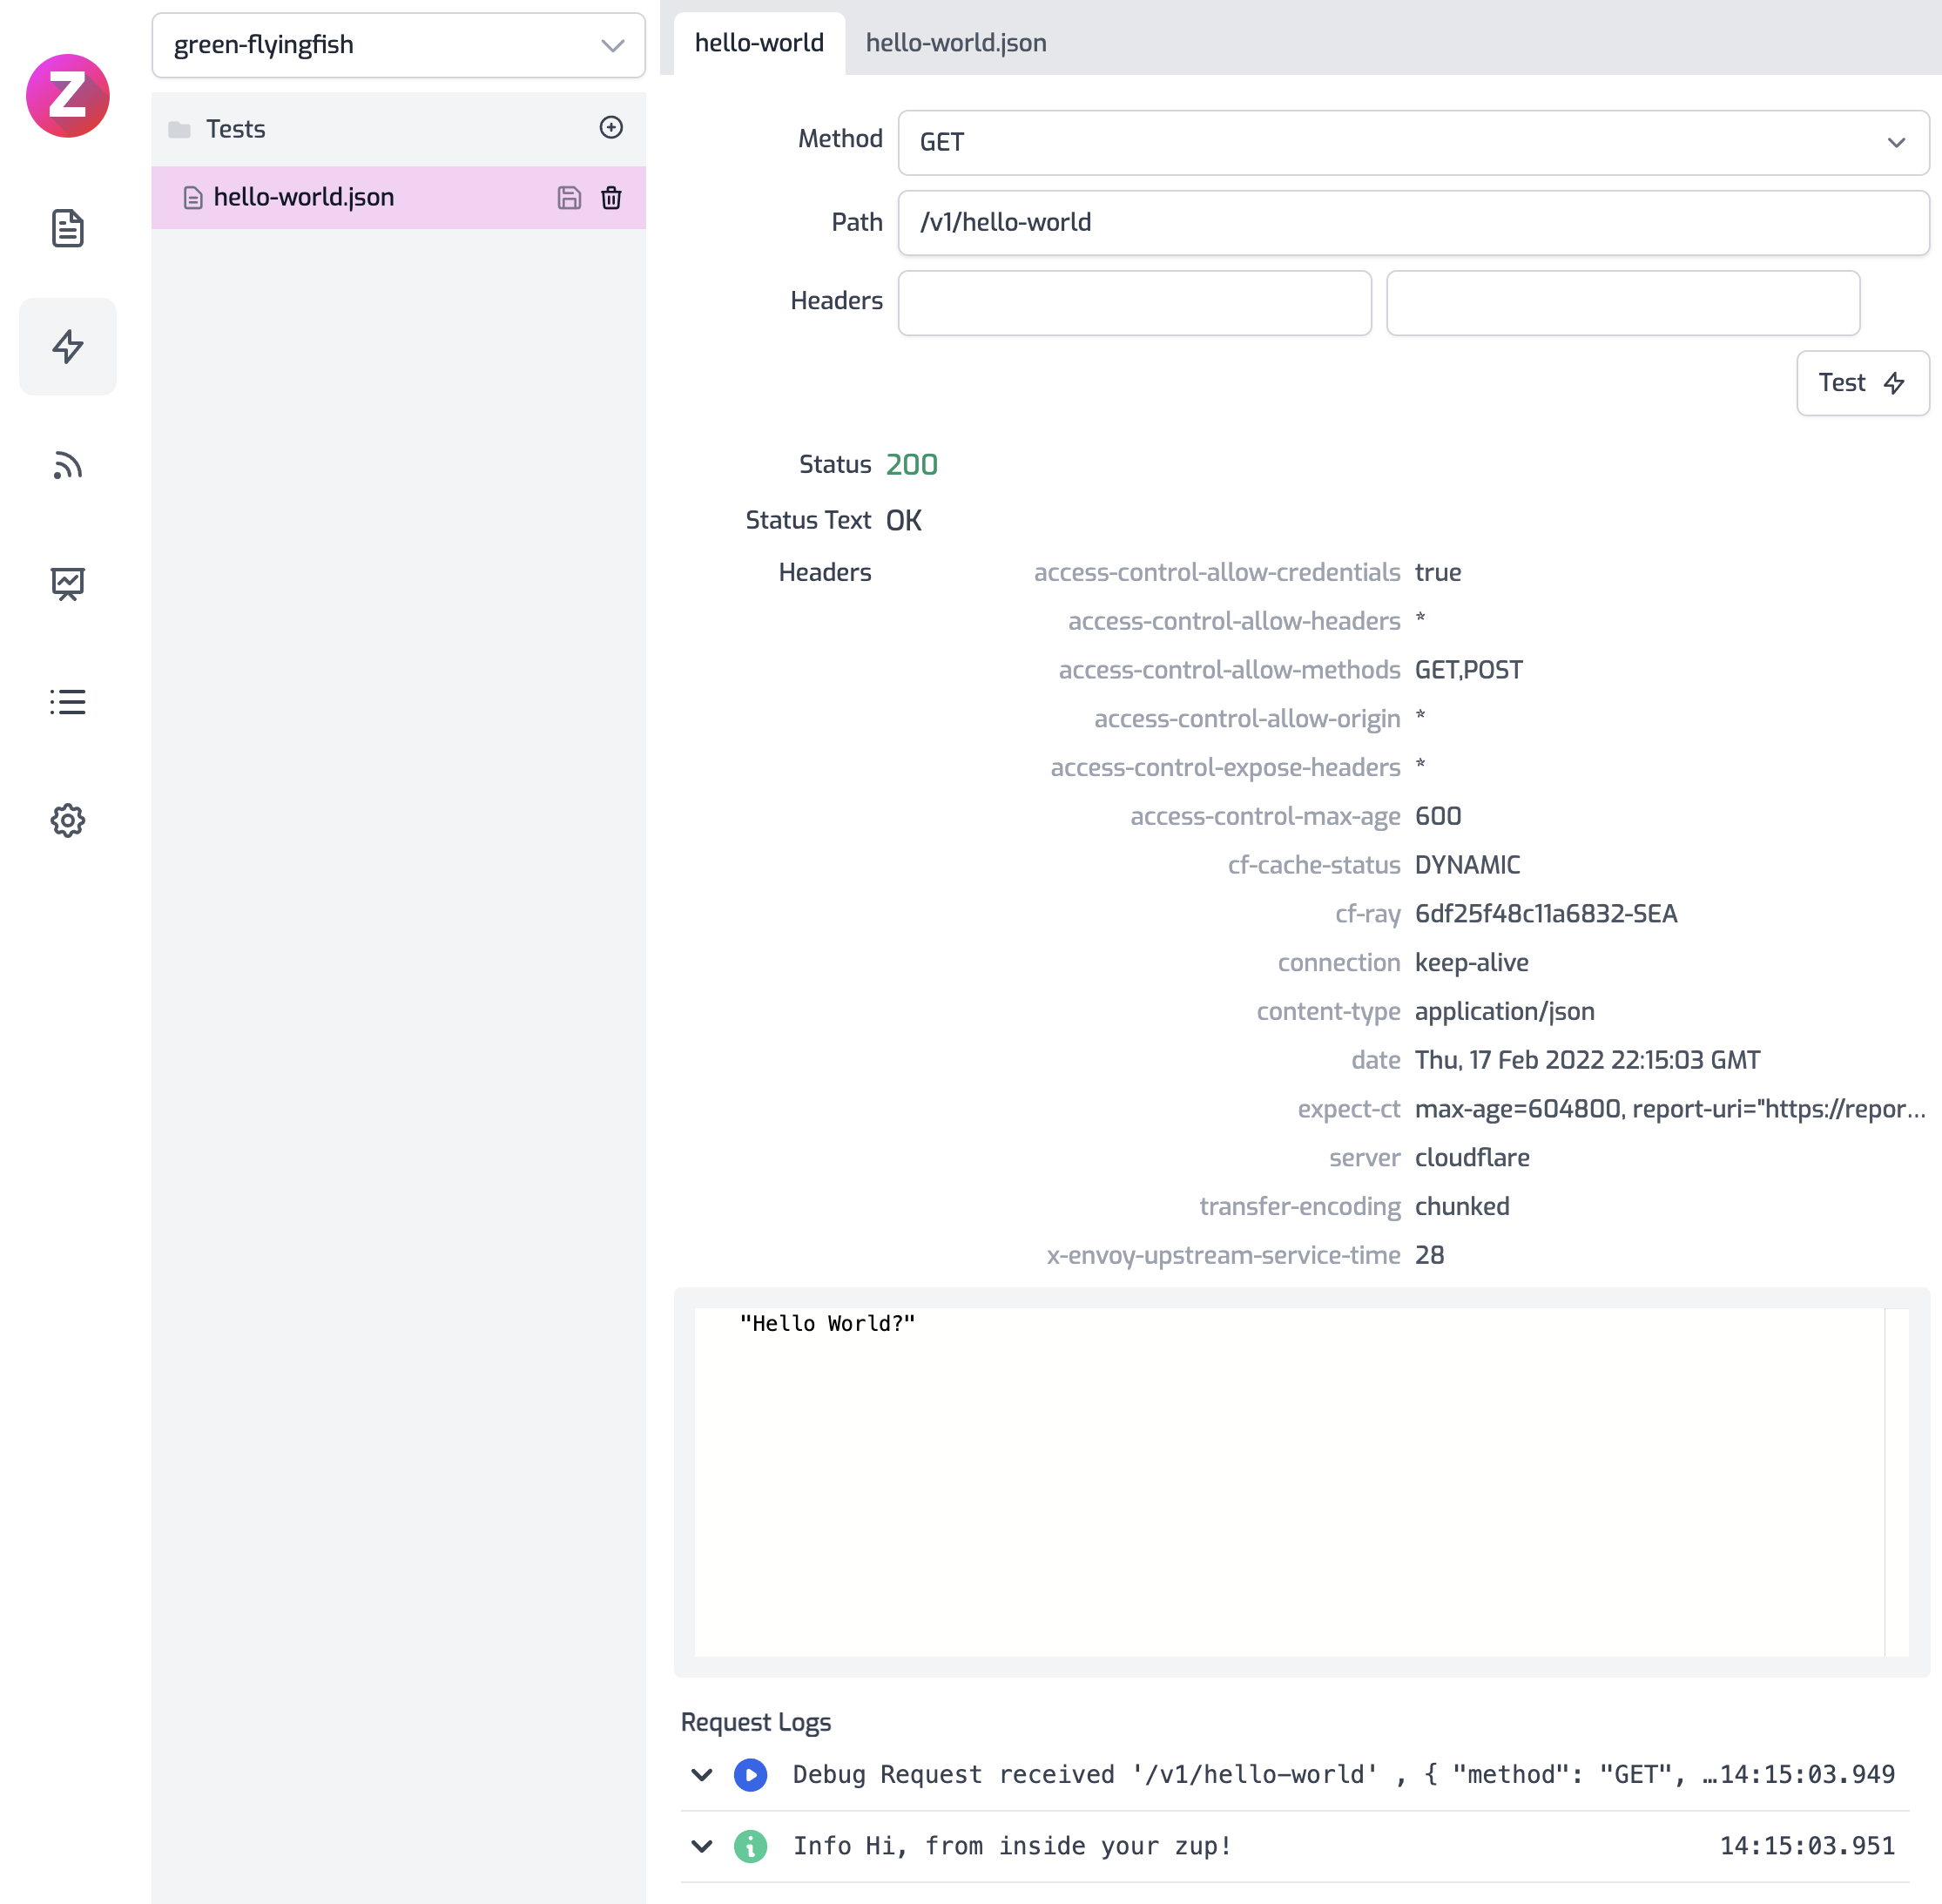 Z
green-flyingfish
Tests
hello-world.json
hello-world
hello-world.json
Method
GET
Path
/v1/hello-world
Headers
Test
Status 200
Status Text OK
Headers
access-control-allow-credentials true
access-control-allow-headers *
access-control-allow-methods GET,POST
access-control-allow-origin *
access-control-expose-headers *
access-control-max-age 600
cf-cache-status DYNAMIC
cf-ray 6df25f48c11a6832-SEA
connection keep-alive
content-type application/json
date Thu, 17 Feb 2022 22:15:03 GMT
expect-ct max-age=604800, report-uri="https://repor...
server cloudflare
transfer-encoding chunked
x-envoy-upstream-service-time 28
"Hello World?"
Request Logs
Debug Request received '/v1/hello-world' , { "method": "GET", …14:15:03.949
Info Hi, from inside your zup! 14:15:03.951